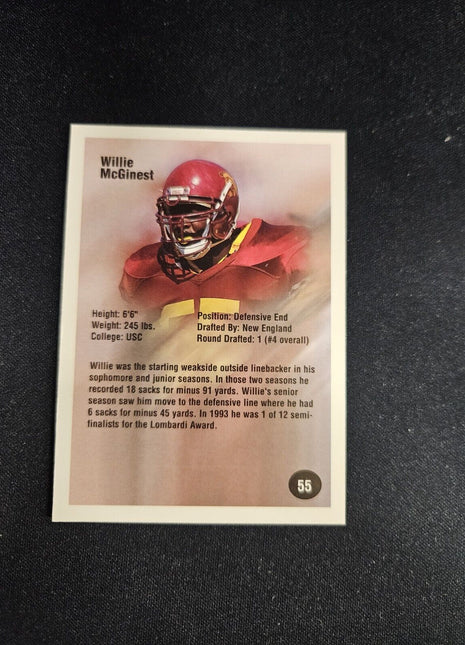 Willie
McGinest
Height: 6'6"
Weight: 245 lbs.
College: USC
Position: Defensive End
Drafted By: New England
Round Drafted: 1 (#4 overall)
Willie was the starting weakside outside linebacker in his
sophomore and junior seasons. In those two seasons he
recorded 18 sacks for minus 91 yards. Willie's senior
season saw him move to the defensive line where he had
6 sacks for minus 45 yards. In 1993 he was 1 of 12 semi-
finalists for the Lombardi Award.
55